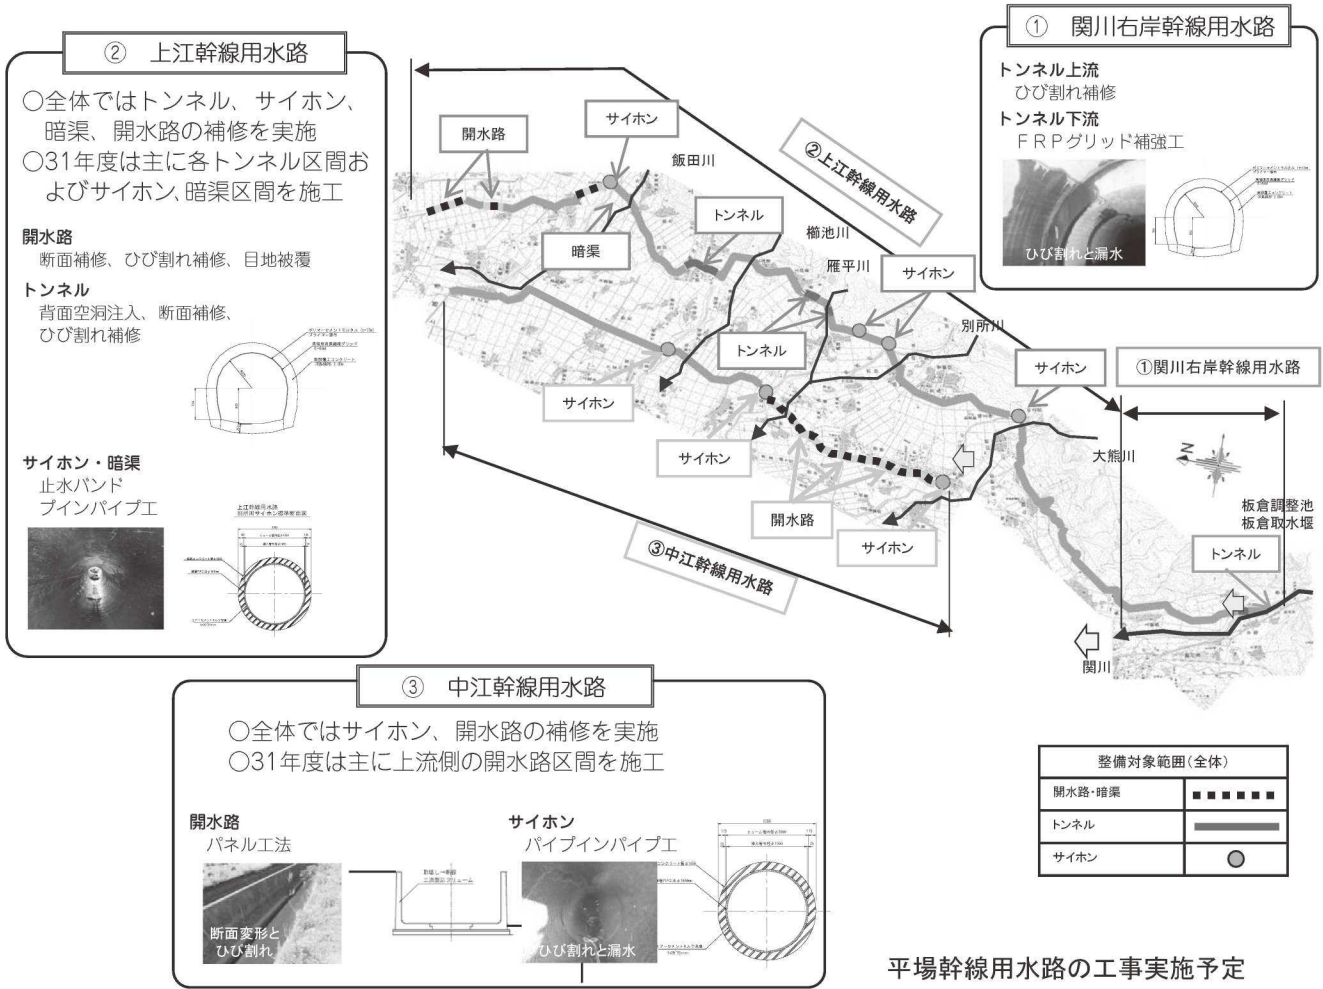 ② 上江幹線用水路
○全体ではトンネル、サイホン、
暗渠、開水路の補修を実施
○31年度は主に各トンネル区間お
よびサイホン、暗渠区間を施工
開水路
断面補修、ひび割れ補修、目地被覆
トンネル
背面空洞注入、断面補修、
ひび割れ補修
サイホン・暗渠
止水バンド
プインパイプ工
上江幹線用水路
① 関川右岸幹線用水路
トンネル上流
ひび割れ補修
トンネル下流
FRPグリッド補強工
ひび割れと漏水
開水路
サイホン
飯田川
②上江幹線用水路
トンネル
櫛池川
暗渠
雁平川
サイホン
別所川
トンネル
サイホン
①関川右岸幹線用水路
サイホン
サイホン
大熊川
N
開水路
サイホン
板倉調整池
板倉取水堰
トンネル
③中江幹線用水路
関川
③ 中江幹線用水路
○全体ではサイホン、開水路の補修を実施
○31年度は主に上流側の開水路区間を施工
開水路
パネル工法
断面変形と
ひび割れ
サイホン
パイプインパイプ工
ひび割れと漏水
整備対象範囲(全体)
開水路・暗渠
トンネル
サイホン
平場幹線用水路の工事実施予定